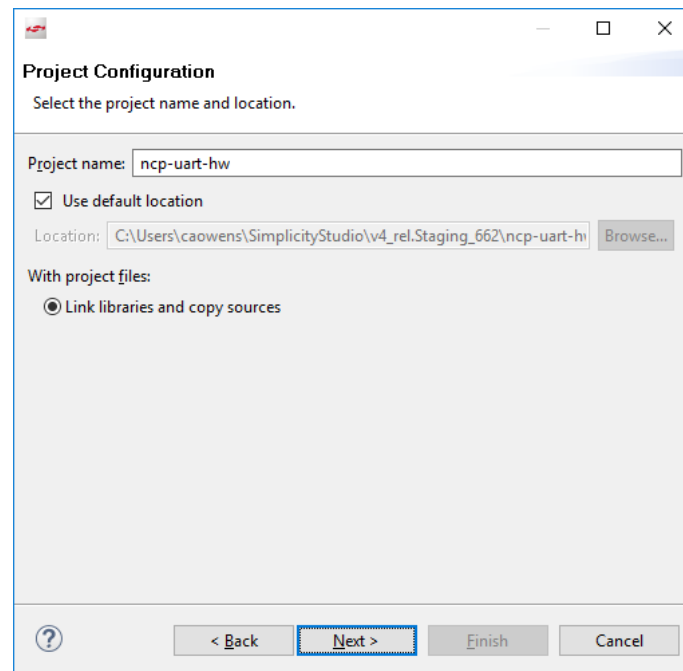 Project Configuration
Select the project name and location.
Project name: ncp-uart-hw
Use default location
Location: C:\Users\caowens\SimplicityStudio\v4_rel.Staging_662\ncp-uart-h Browse...
With project files:
Link libraries and copy sources
? < Back Next > Finish Cancel